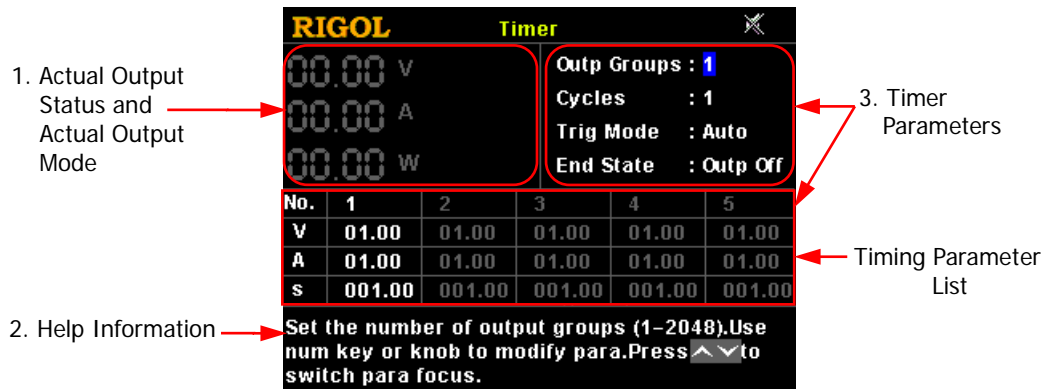 RIGOL Timer
1. Actual Output
Status and
Actual Output
Mode
00.00 V
00.00 A
00.00 W
Outp Groups : 1
Cycles : 1
Trig Mode : Auto
End State : Outp Off
3. Timer
Parameters
No. 1 2 3 4 5
V 01.00 01.00 01.00 01.00 01.00
A 01.00 01.00 01.00 01.00 01.00
s 001.00 001.00 001.00 001.00 001.00
Timing Parameter
List
2. Help Information
Set the number of output groups (1-2048).Use
num key or knob to modify para.Press to
switch para focus.